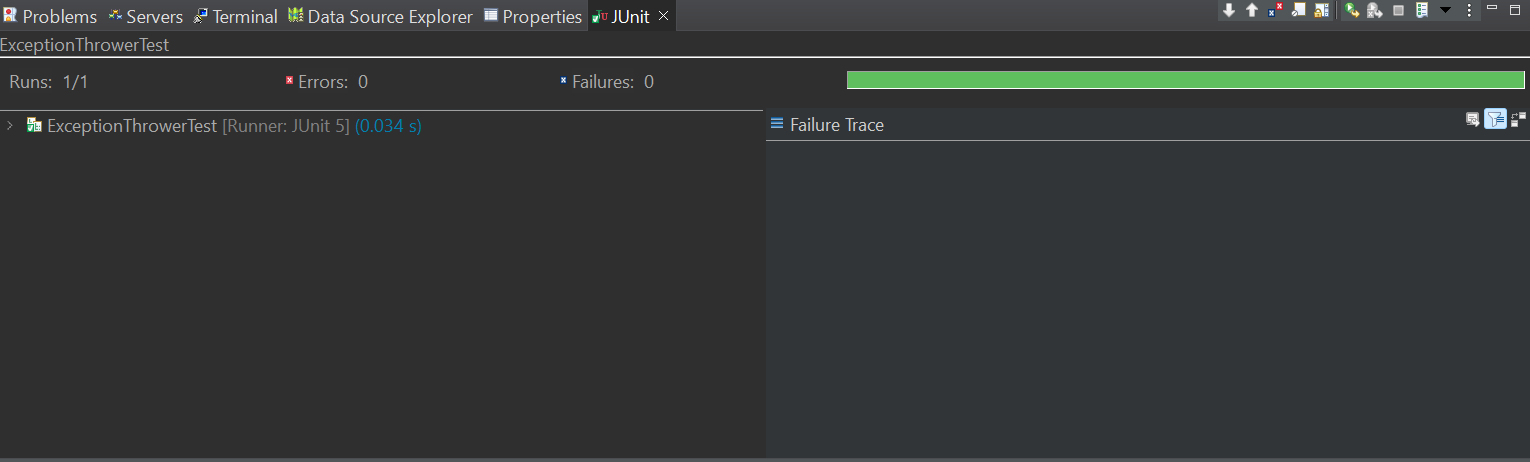 Problems Servers Terminal Data Source Explorer Properties JUnit
ExceptionThrowerTest
Runs: 1/1 Errors: 0 Failures: 0
ExceptionThrowerTest [Runner: JUnit 5] (0.034 s)
Failure Trace